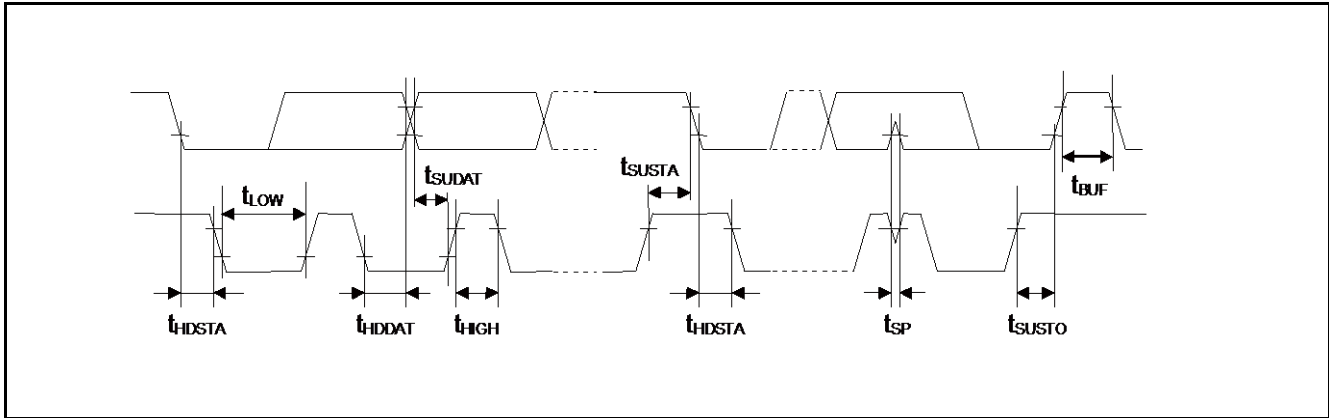 tSUDAT
tSUSTA
tBUF
tLOW
tHDSTA
tHDDAT
tHIGH
tHDSTA
tSP
tSUSTO